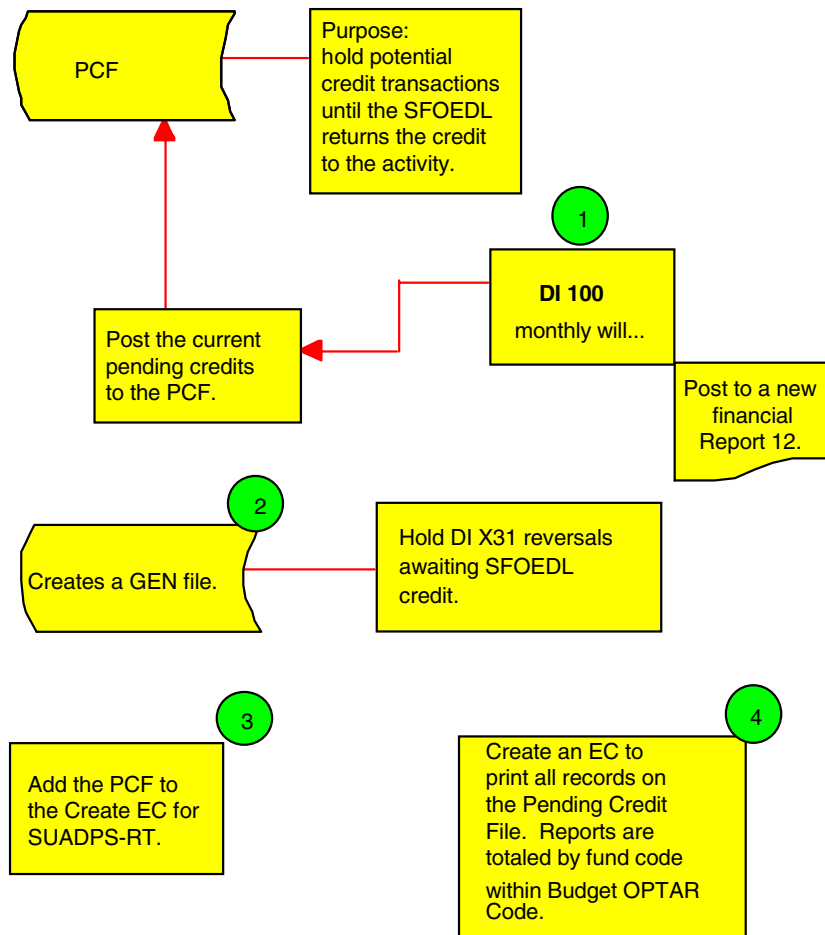 PCF
Purpose:
hold potential
credit transactions
until the SFOEDL
returns the credit
to the activity.
1
DI 100
monthly will...
Post the current
pending credits
to the PCF.
Post to a new
financial
Report 12.
2
Creates a GEN file.
Hold DI X31 reversals
awaiting SFOEDL
credit.
3
Add the PCF to
the Create EC for
SUADPS-RT.
4
Create an EC to
print all records on
the Pending Credit
File.  Reports are
totaled by fund code
within Budget OPTAR
Code.